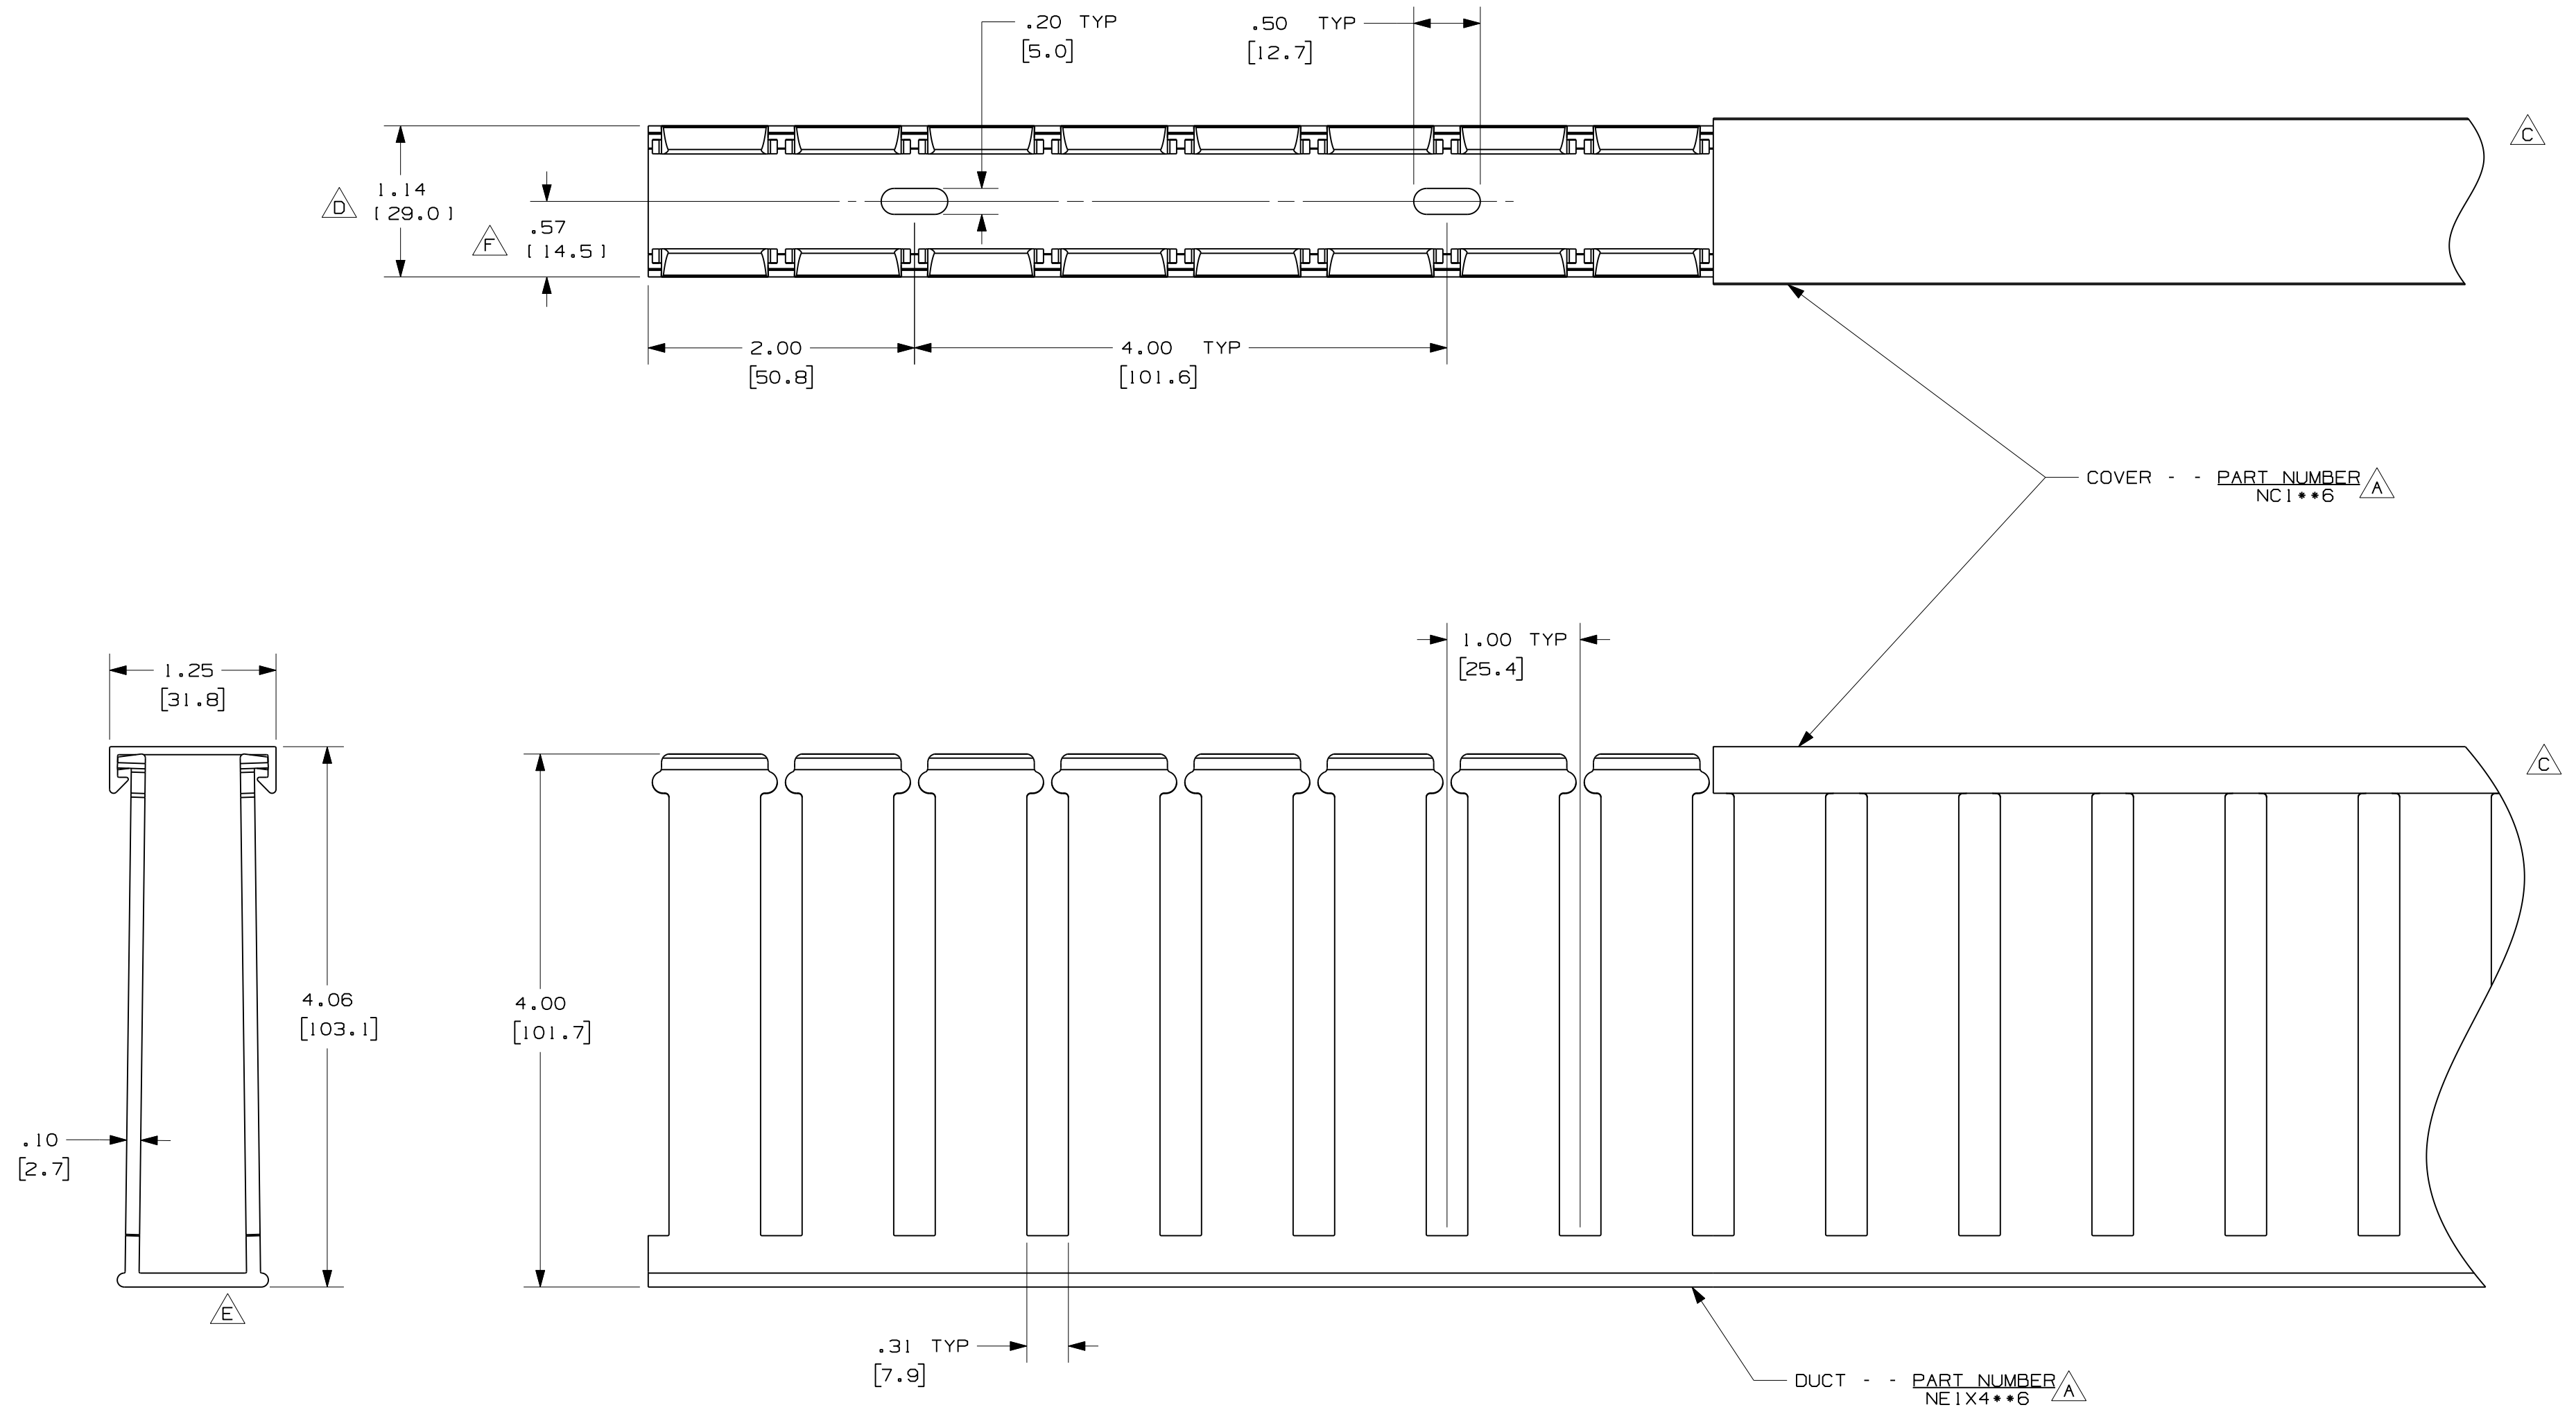 .20 TYP
[5.0]
.50 TYP
[12.7]
C
D
1.14
[29.0]
F
.57
[14.5]
2.00
[50.8]
4.00 TYP
[101.6]
COVER - - PART NUMBER A
NC1**6
1.25
[31.8]
1.00 TYP
[25.4]
C
4.06
[103.1]
4.00
[101.7]
.10
[2.7]
E
.31 TYP
[7.9]
DUCT - - PART NUMBER A
NE1X4**6